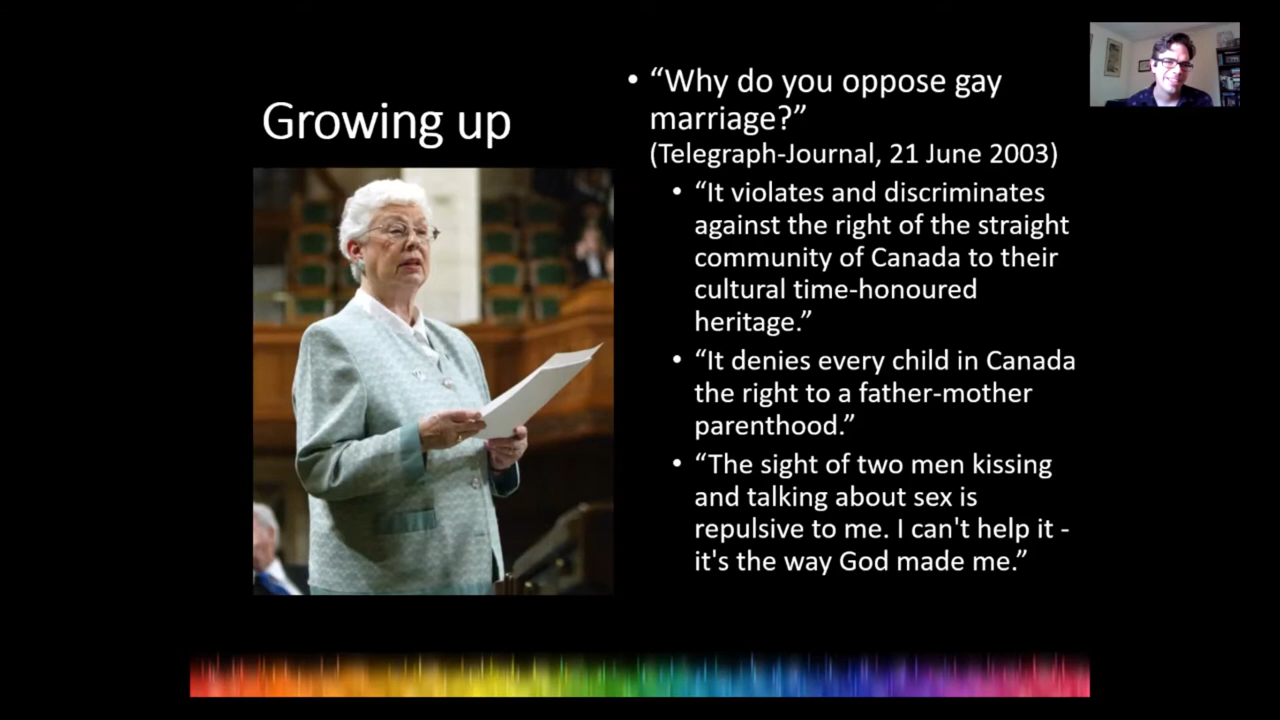 Growing up
• “Why do you oppose gay
marriage?”
(Telegraph-Journal, 21 June 2003)
• “It violates and discriminates
against the right of the straight
community of Canada to their
cultural time-honoured
heritage.”
• “It denies every child in Canada
the right to a father-mother
parenthood.”
• “The sight of two men kissing
and talking about sex is
repulsive to me. I can't help it -
it's the way God made me.”